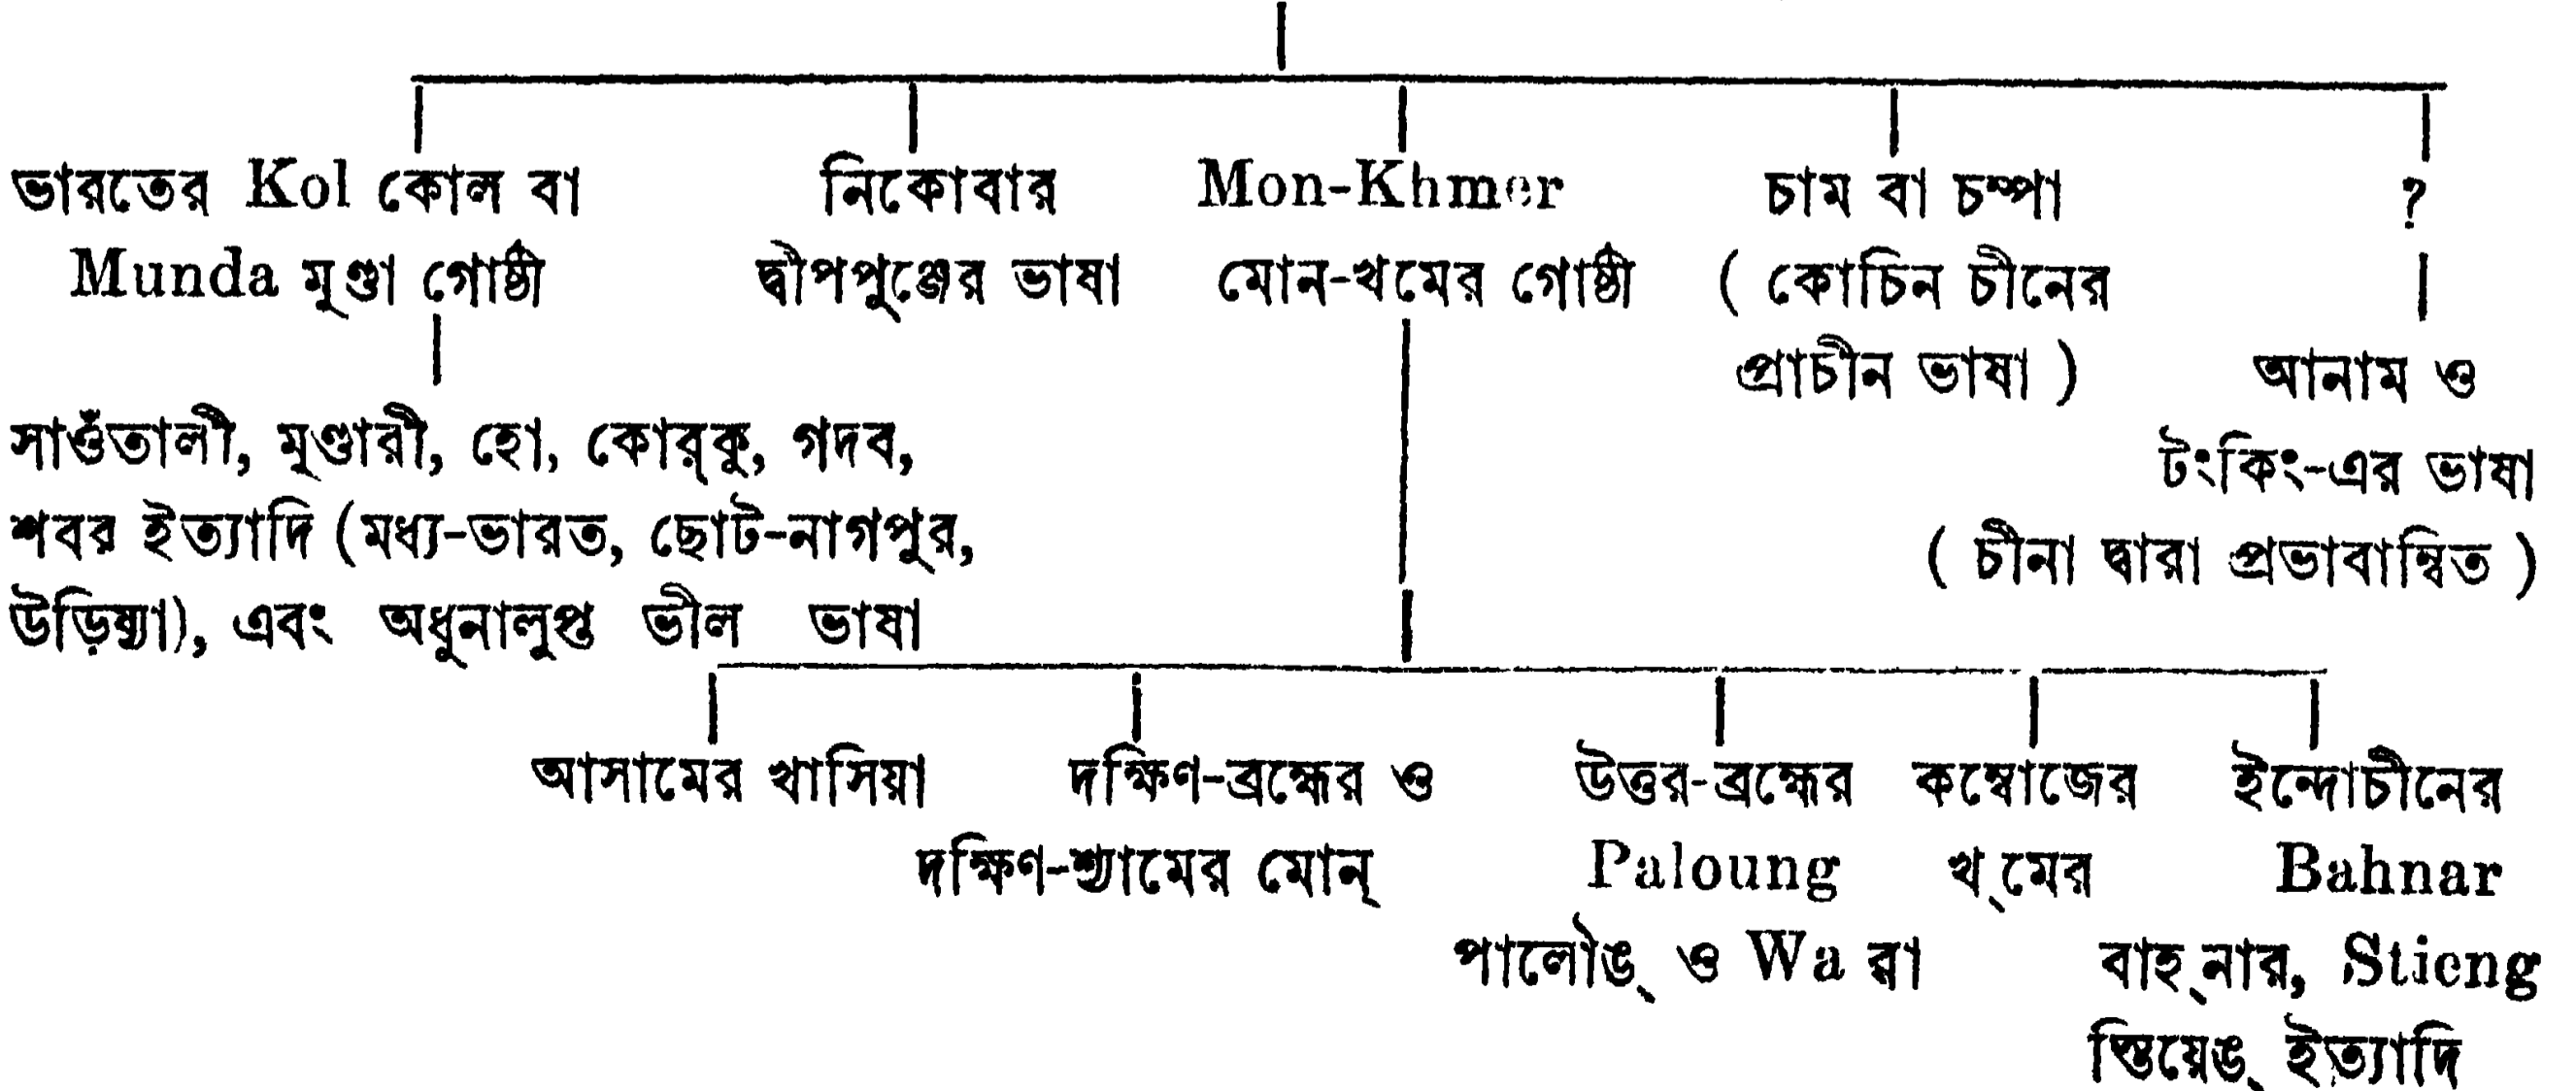 ভারতের Kol কোল বা
Munda মুণ্ডা গোষ্ঠী
নিকোবার
দ্বীপপুঞ্জের ভাষা
Mon-Khmer
মোন-খমের গোষ্ঠী
চাম বা চম্পা
( কোচিন চীনের
প্রাচীন ভাষা )
?
আনাম ও
টংকিং-এর ভাষা
( চীনা দ্বারা প্রভাবান্বিত )
সাওঁতালী, মুণ্ডারী, হো, কোর্‌কু, গদব,
শবর ইত্যাদি (মধ্য-ভারত, ছোট-নাগপুর,
উড়িষ্যা), এবং অধুনালুপ্ত ভীল ভাষা
আসামের খাসিয়া
দক্ষিণ-ব্রহ্মের ও
দক্ষিণ-শ্যামের মোন্
উত্তর-ব্রহ্মের
Paloung
পালৌঙ্ ও Wa ৱা
কম্বোজের
খ্‌মের
ইন্দোচীনের
Bahnar
বাহ্‌নার, Stieng
স্তিয়েঙ্ ইত্যাদি